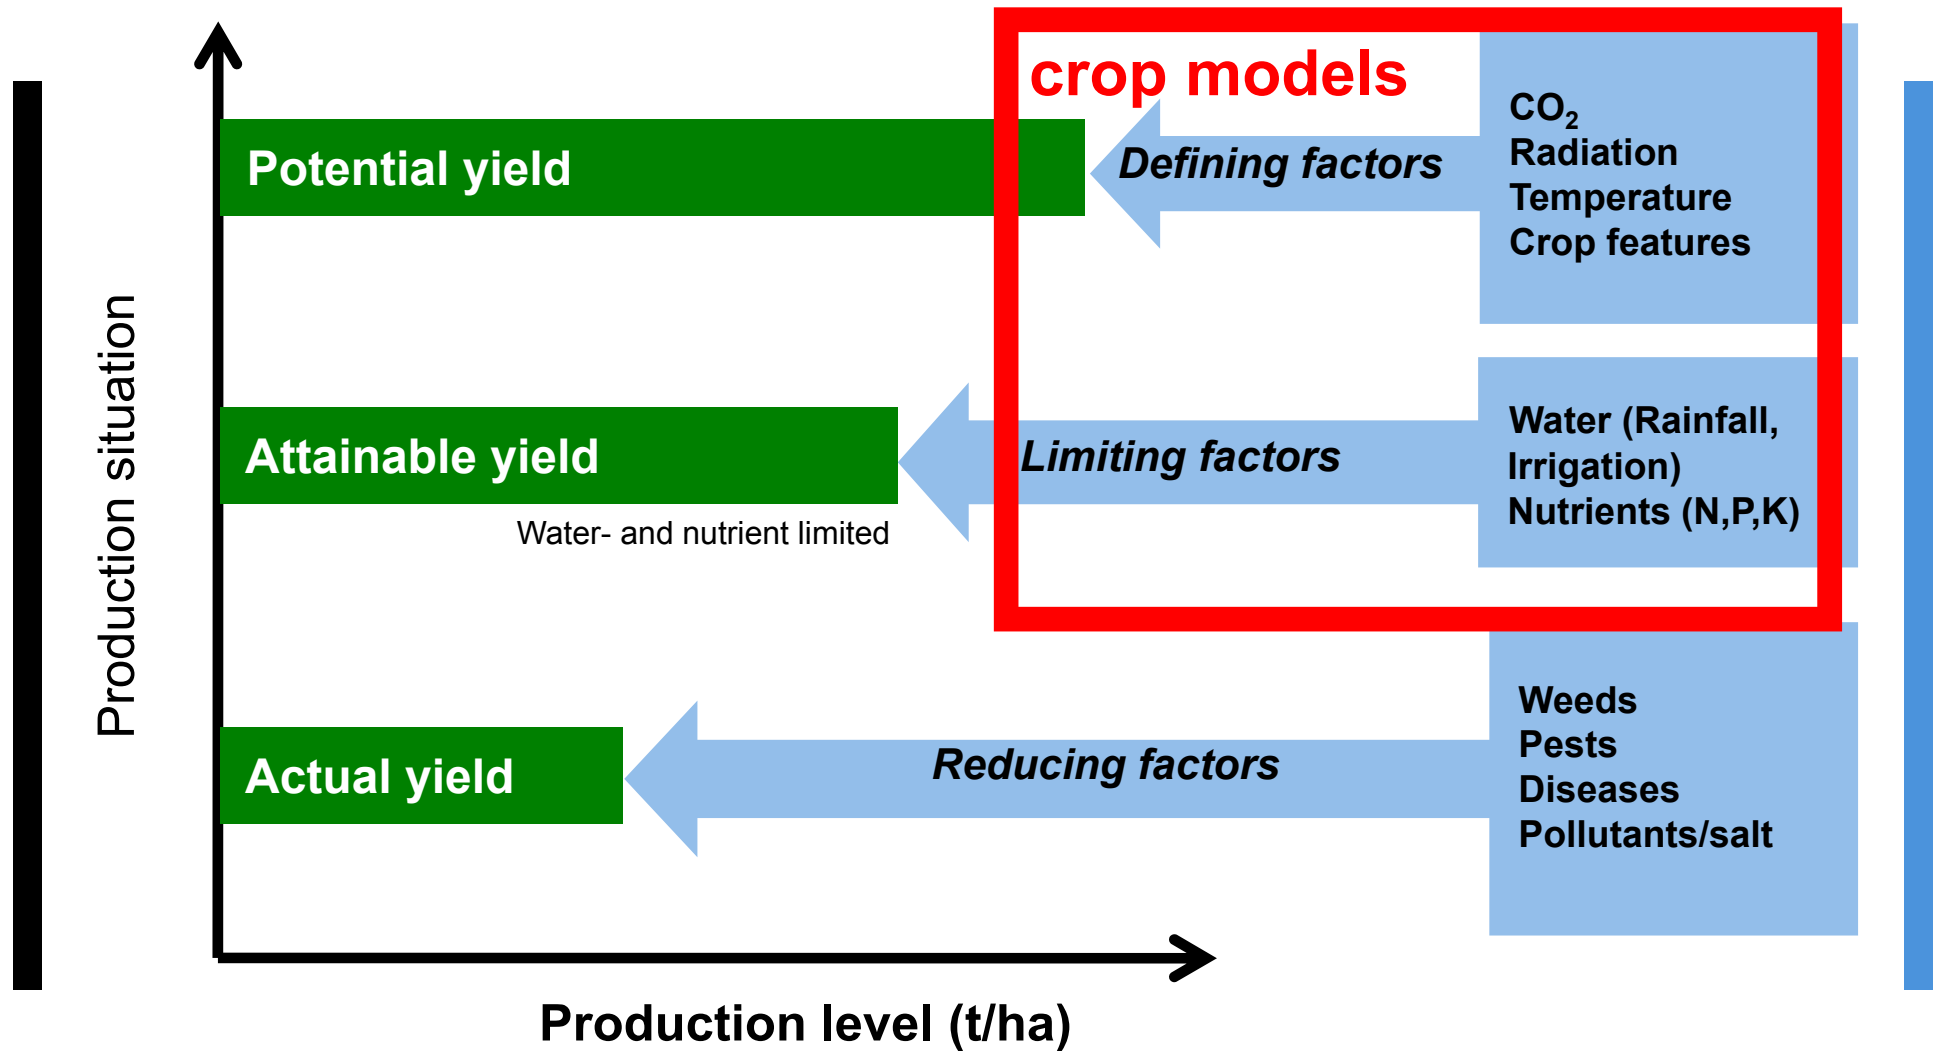 crop models
Potential yield
Defining factors
CO₂
Radiation
Temperature
Crop features
Production situation
Attainable yield
Water- and nutrient limited
Limiting factors
Water (Rainfall,
Irrigation)
Nutrients (N,P,K)
Actual yield
Reducing factors
Weeds
Pests
Diseases
Pollutants/salt
Production level (t/ha)